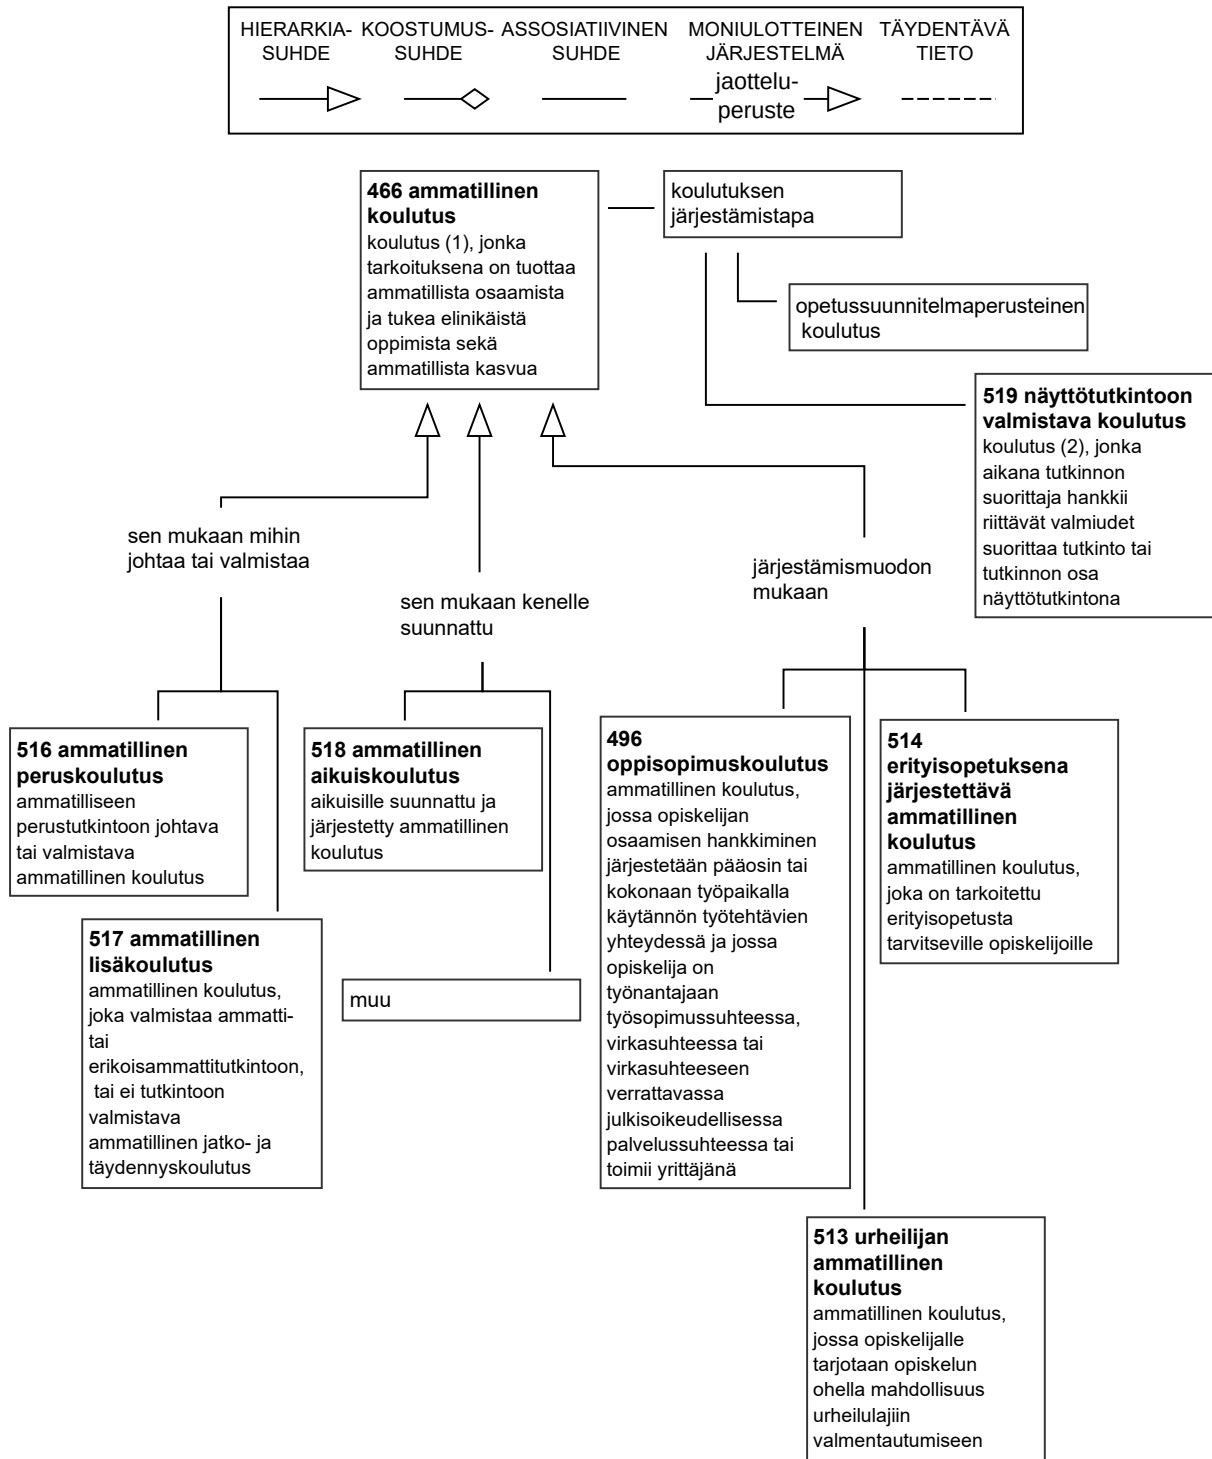 HIERARKIA-
SUHDE
KOOSTUMUS-
SUHDE
ASSOSIATIIVINEN
SUHDE
MONIULOTTEINEN
JÄRJESTELMÄ
jaottelu-
peruste
TÄYDENTÄVÄ
TIETO
466 ammatillinen
koulutus
koulutus (1), jonka
tarkoituksena on tuottaa
ammatillista osaamista
ja tukea elinikäistä
oppimista sekä
ammatillista kasvua
koulutuksen
järjestämistapa
opetussuunnitelmaperusteinen
koulutus
519 näyttötutkintoon
valmistava koulutus
koulutus (2), jonka
aikana tutkinnon
suorittaja hankkii
riittävät valmiudet
suorittaa tutkinto tai
tutkinnon osa
näyttötutkintona
sen mukaan mihin
johtaa tai valmistaa
sen mukaan kenelle
suunnattu
järjestämismuodon
mukaan
516 ammatillinen
peruskoulutus
ammatilliseen
perustutkintoon johtava
tai valmistava
ammatillinen koulutus
517 ammatillinen
lisäkoulutus
ammatillinen koulutus,
joka valmistaa ammatti-
tai
erikoisammattitutkintoon,
tai ei tutkintoon
valmistava
ammatillinen jatko- ja
täydennyskoulutus
518 ammatillinen
aikuiskoulutus
aikuisille suunnattu ja
järjestetty ammatillinen
koulutus
muu
496
oppisopimuskoulutus
ammatillinen koulutus,
jossa opiskelijan
osaamisen hankkiminen
järjestetään pääosin tai
kokonaan työpaikalla
käytännön työtehtävien
yhteydessä ja jossa
opiskelija on
työnantajaan
työsopimussuhteessa,
virkasuhteessa tai
virkasuhteeseen
verrattavassa
julkisoikeudellisessa
palvelussuhteessa tai
toimii yrittäjänä
514
erityisopetuksena
järjestettävä
ammatillinen
koulutus
ammatillinen koulutus,
joka on tarkoitettu
erityisopetusta
tarvitseville opiskelijoille
513 urheilijan
ammatillinen
koulutus
ammatillinen koulutus,
jossa opiskelijalle
tarjotaan opiskelun
ohella mahdollisuus
urheilulajiin
valmentautumiseen